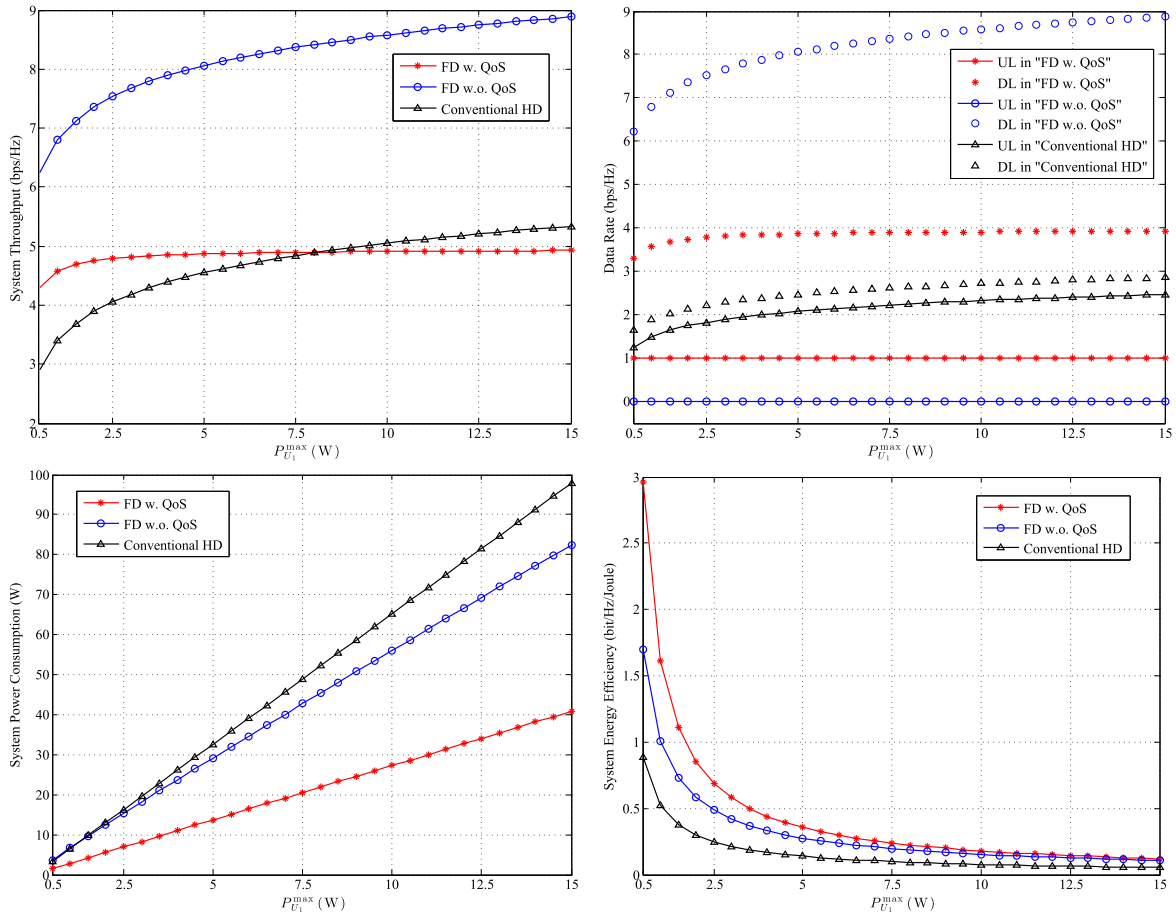 9
8
7
6
5
4
3
2
0.5
2.5
5
7.5
10
12.5
15
System Throughput (bps/Hz)
P_{U_1}^{max} (W)
FD w. QoS
FD w.o. QoS
Conventional HD
9
8
7
6
5
4
3
2
1
0
0.5
2.5
5
7.5
10
12.5
15
Data Rate (bps/Hz)
P_{U_1}^{max} (W)
UL in "FD w. QoS"
DL in "FD w. QoS"
UL in "FD w.o. QoS"
DL in "FD w.o. QoS"
UL in "Conventional HD"
DL in "Conventional HD"
100
90
80
70
60
50
40
30
20
10
0
0.5
2.5
5
7.5
10
12.5
15
System Power Consumption (W)
P_{U_1}^{max} (W)
FD w. QoS
FD w.o. QoS
Conventional HD
3
2.5
2
1.5
1
0.5
0
0.5
2.5
5
7.5
10
12.5
15
System Energy Efficiency (bit/Hz/Joule)
P_{U_1}^{max} (W)
FD w. QoS
FD w.o. QoS
Conventional HD